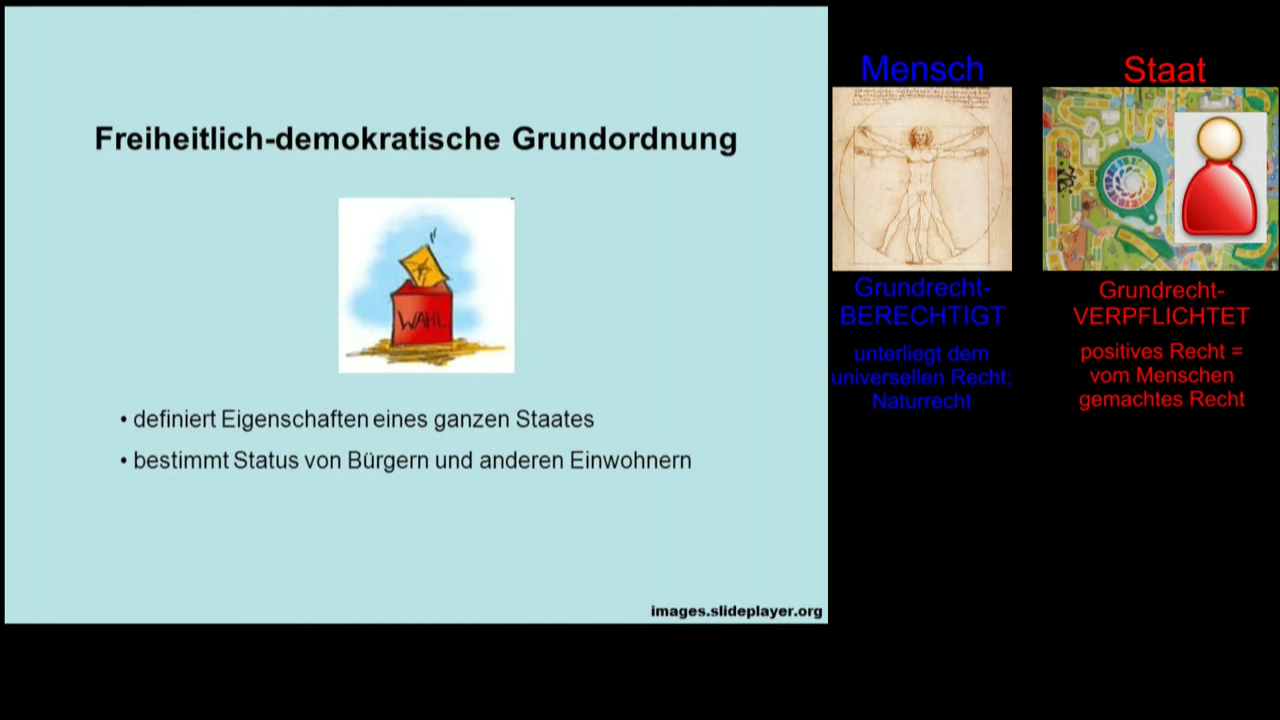 Freiheitlich-demokratische Grundordnung
WAHL
• definiert Eigenschaften eines ganzen Staates
• bestimmt Status von Bürgern und anderen Einwohnern
images.slideplayer.org
Mensch
Grundrecht-
BERECHTIGT
unterliegt dem
universellen Recht;
Naturrecht
Staat
Grundrecht-
VERPFLICHTET
positives Recht =
vom Menschen
gemachtes Recht